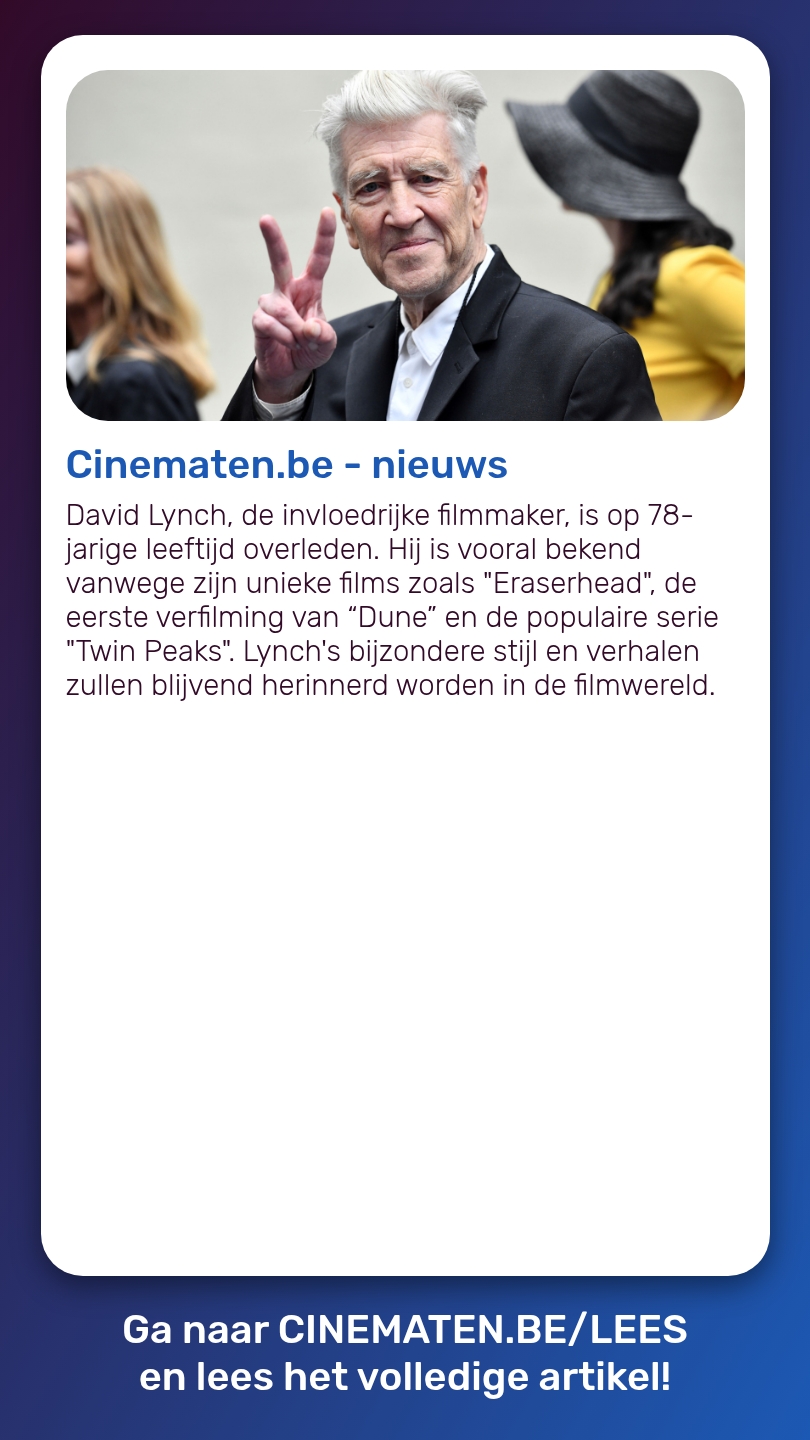 Cinematen.be - nieuws
David Lynch, de invloedrijke filmmaker, is op 78-
jarige leeftijd overleden. Hij is vooral bekend
vanwege zijn unieke films zoals "Eraserhead", de
eerste verfilming van “Dune” en de populaire serie
"Twin Peaks". Lynch's bijzondere stijl en verhalen
zullen blijvend herinnerd worden in de filmwereld.
Ga naar CINEMATEN.BE/LEES
en lees het volledige artikel!